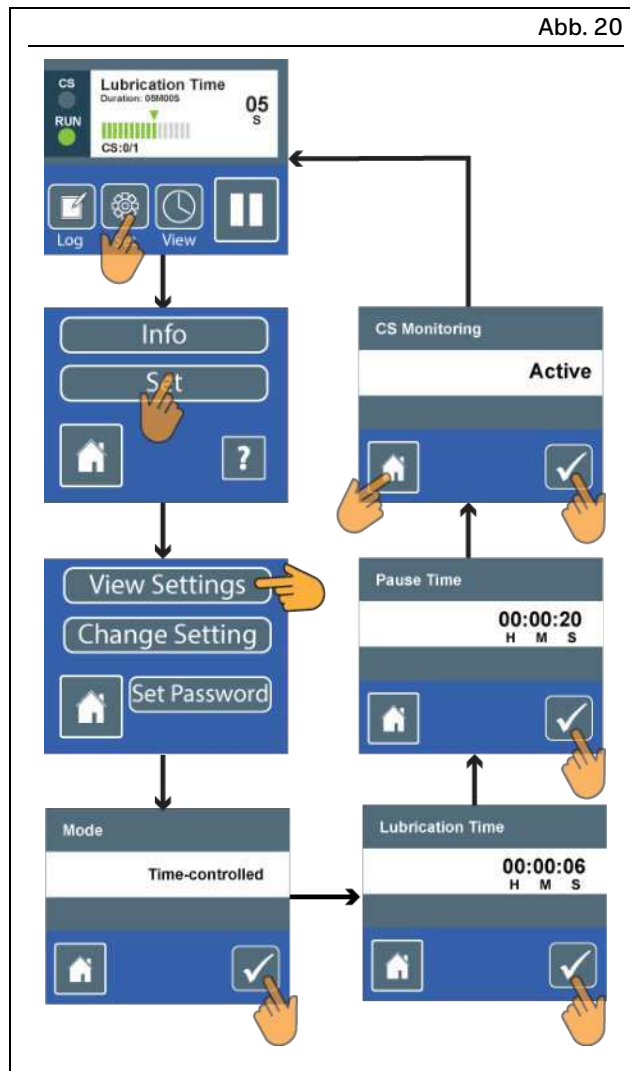 Abb. 20
CS
RUN
Lubrication Time
Duration: 05M00S
05
S
CS:0/1
Log
View
Info
Set
?
View Settings
Change Setting
Set Password
Mode
Time-controlled
Lubrication Time
00:00:06
H M S
Pause Time
00:00:20
H M S
CS Monitoring
Active